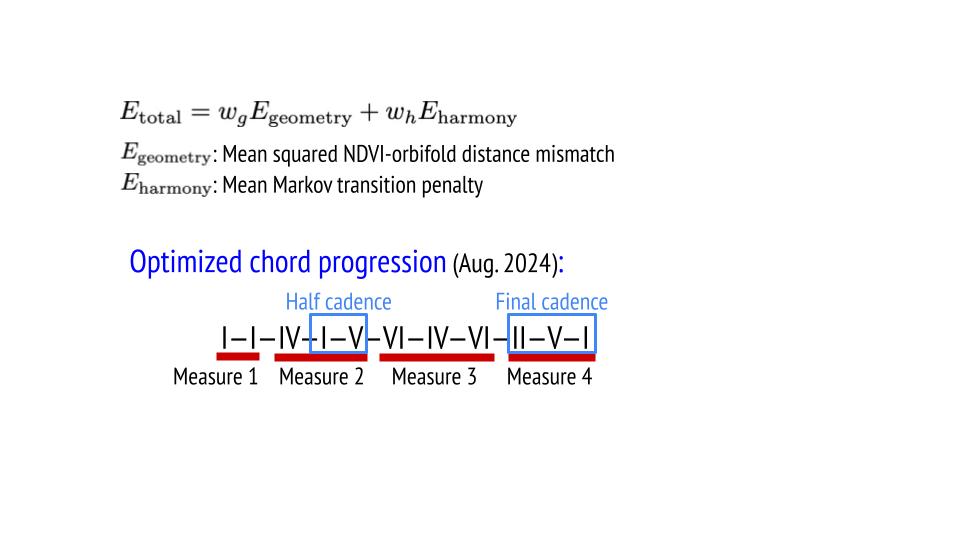 E_total = w_g E_geometry + w_h E_harmony
E_geometry: Mean squared NDVI-orbifold distance mismatch
E_harmony: Mean Markov transition penalty
Optimized chord progression (Aug. 2024):
Half cadence Final cadence
I–I–IV–I–V–VI–IV–VI–II–V–I
Measure 1 Measure 2 Measure 3 Measure 4